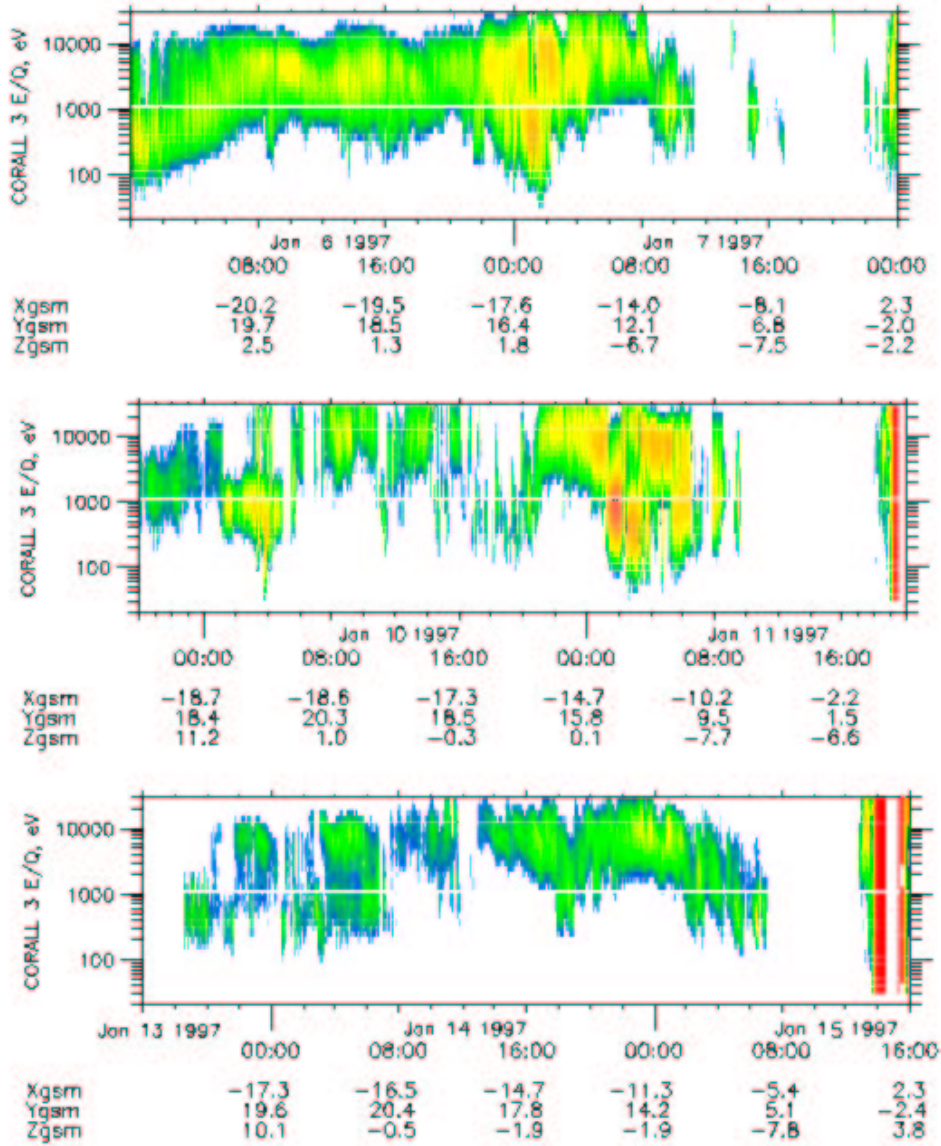 CORALL 3 E/Q, eV
10000
1000
100
Jan 6 1997 Jan 7 1997
08:00 16:00 00:00 08:00 16:00 00:00
Xgsm -20.2 -19.5 -17.6 -14.0 -8.1 2.3
Ygsm 19.7 18.5 16.4 12.1 6.8 -2.0
Zgsm 2.5 1.3 1.8 -6.7 -7.5 -2.2
CORALL 3 E/Q, eV
10000
1000
100
Jan 10 1997 Jan 11 1997
00:00 08:00 16:00 00:00 08:00 16:00
Xgsm -18.7 -18.6 -17.3 -14.7 -10.2 -2.2
Ygsm 18.4 20.3 18.5 15.8 9.5 1.5
Zgsm 11.2 1.0 -0.3 0.1 -7.7 -6.6
CORALL 3 E/Q, eV
10000
1000
100
Jan 13 1997 Jan 14 1997 Jan 15 1997
00:00 08:00 16:00 00:00 08:00 16:00
Xgsm -17.3 -16.5 -14.7 -11.3 -5.4 2.3
Ygsm 19.6 20.4 17.8 14.2 5.1 -2.4
Zgsm 10.1 -0.5 -1.9 -1.9 -7.8 3.8